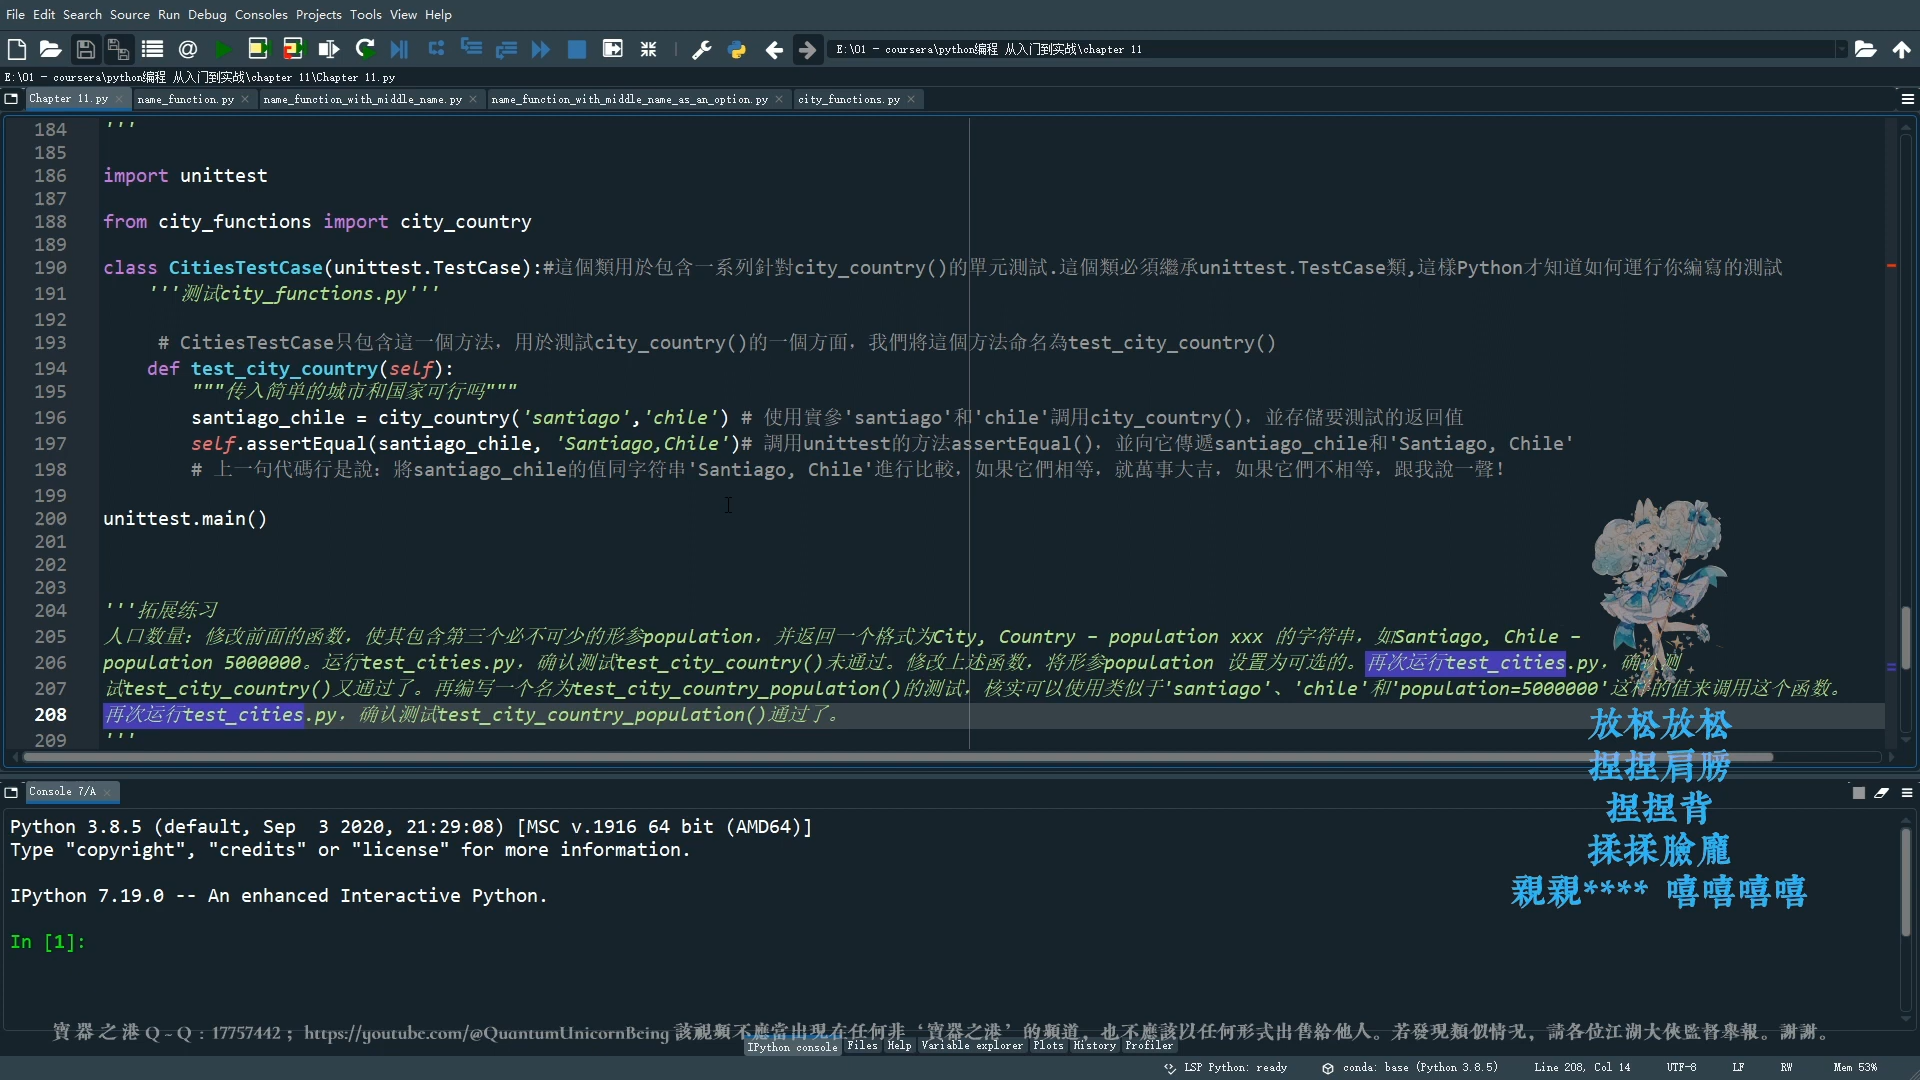 File Edit Search Source Run Debug Consoles Projects Tools View Help
E:\01 - coursera\python编程 从入门到实战\chapter 11
E:\01 - coursera\python编程 从入门到实战\chapter 11\Chapter 11.py
Chapter 11.py name_function.py name_function_with_middle_name.py name_function_with_middle_name_as_an_option.py city_functions.py
184 '''
185
186 import unittest
187
188 from city_functions import city_country
189
190 class CitiesTestCase(unittest.TestCase):#這個類用於包含一系列針對city_country()的單元測試.這個類必須繼承unittest.TestCase類,這樣Python才知道如何運行你編寫的測試
191 '''测试city_functions.py'''
192
193 # CitiesTestCase只包含這一個方法，用於測試city_country()的一個方面，我們將這個方法命名為test_city_country()
194 def test_city_country(self):
195 """传入简单的城市和国家可行吗"""
196 santiago_chile = city_country('santiago','chile') # 使用實參'santiago'和'chile'調用city_country()，並存儲要測試的返回值
197 self.assertEqual(santiago_chile, 'Santiago,Chile')# 調用unittest的方法assertEqual()，並向它傳遞santiago_chile和'Santiago, Chile'
198 # 上一句代碼行是說：將santiago_chile的值同字符串'Santiago, Chile'進行比較，如果它們相等，就萬事大吉，如果它們不相等，跟我說一聲！
199
200 unittest.main()
201
202
203
204 '''拓展练习
205 人口数量：修改前面的函数，使其包含第三个必不可少的形参population，并返回一个格式为City, Country – population xxx 的字符串，如Santiago, Chile –
206 population 5000000。运行test_cities.py，确认测试test_city_country()未通过。修改上述函数，将形参population 设置为可选的。再次运行test_cities.py，确认测
207 试test_city_country()又通过了。再编写一个名为test_city_country_population()的测试，核实可以使用类似于'santiago'、'chile'和'population=5000000'这样的值来调用这个函数。
208 再次运行test_cities.py，确认测试test_city_country_population()通过了。
209 '''
放松放松
捏捏肩膀
捏捏背
揉揉臉龐
親親**** 嘻嘻嘻嘻
Console 7/A
Python 3.8.5 (default, Sep  3 2020, 21:29:08) [MSC v.1916 64 bit (AMD64)]
Type "copyright", "credits" or "license" for more information.
IPython 7.19.0 -- An enhanced Interactive Python.
In [1]:
寶器之港Q~Q：17757442；https://youtube.com/@QuantumUnicornBeing 該視頻不應當出現在任何非‘寶器之港’的頻道，也不應該以任何形式出售給他人。若發現類似情況，請各位江湖大俠監督舉報。謝謝。
IPython console Files Help Variable explorer Plots History Profiler
LSP Python: ready conda: base (Python 3.8.5) Line 208, Col 14 UTF-8 LF RW Mem 53%